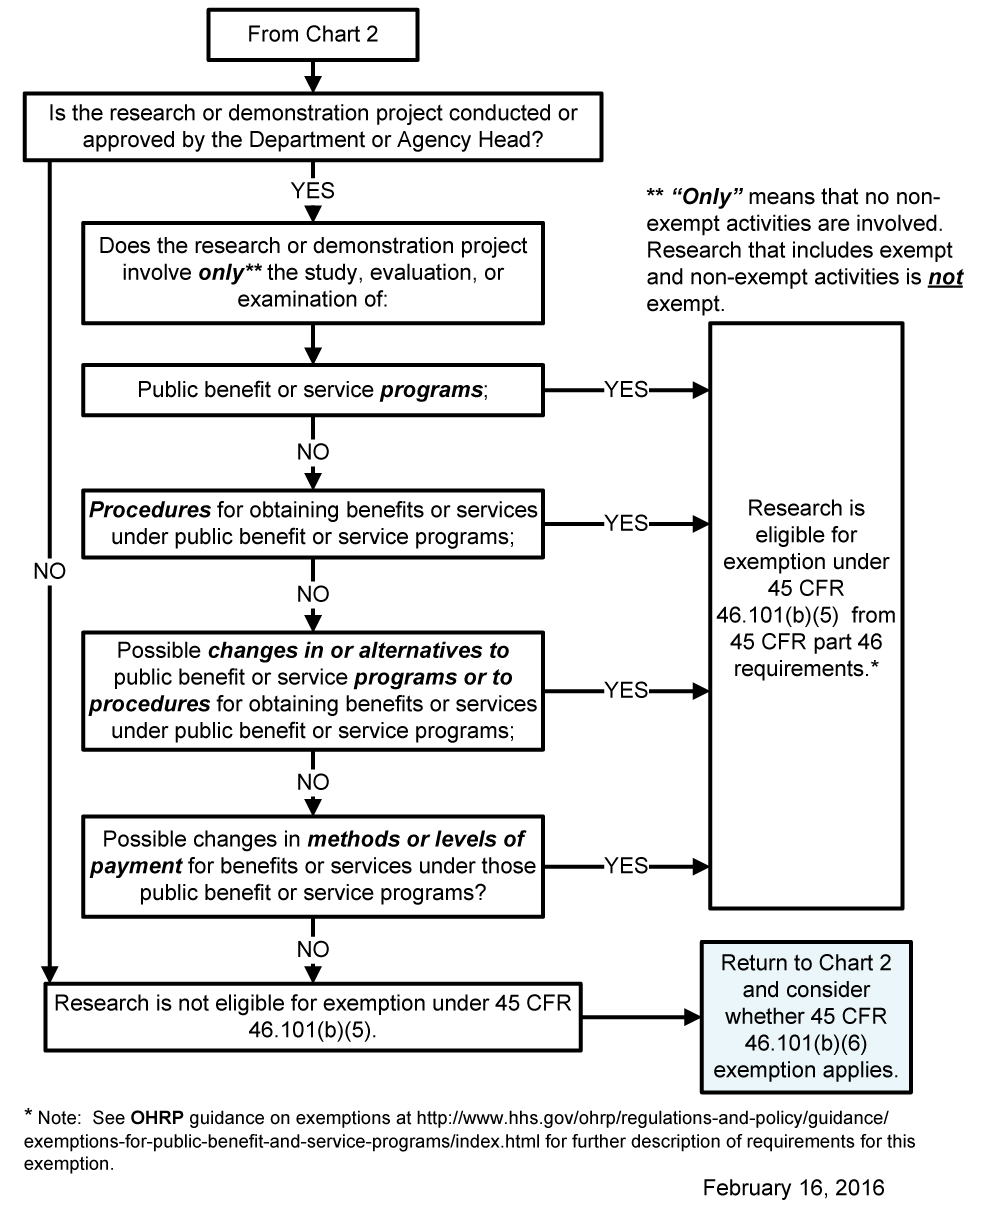 From Chart 2
Is the research or demonstration project conducted or
approved by the Department or Agency Head?
YES
** “Only” means that no non-
exempt activities are involved.
Research that includes exempt
and non-exempt activities is not
exempt.
Does the research or demonstration project
involve only** the study, evaluation, or
examination of:
Public benefit or service programs;
YES
NO
Procedures for obtaining benefits or services
under public benefit or service programs;
YES
Research is
eligible for
exemption under
45 CFR
46.101(b)(5) from
45 CFR part 46
requirements.*
NO
NO
Possible changes in or alternatives to
public benefit or service programs or to
procedures for obtaining benefits or services
under public benefit or service programs;
YES
NO
Possible changes in methods or levels of
payment for benefits or services under those
public benefit or service programs?
YES
NO
Research is not eligible for exemption under 45 CFR
46.101(b)(5).
Return to Chart 2
and consider
whether 45 CFR
46.101(b)(6)
exemption applies.
* Note: See OHRP guidance on exemptions at http://www.hhs.gov/ohrp/regulations-and-policy/guidance/
exemptions-for-public-benefit-and-service-programs/index.html for further description of requirements for this
exemption.
February 16, 2016